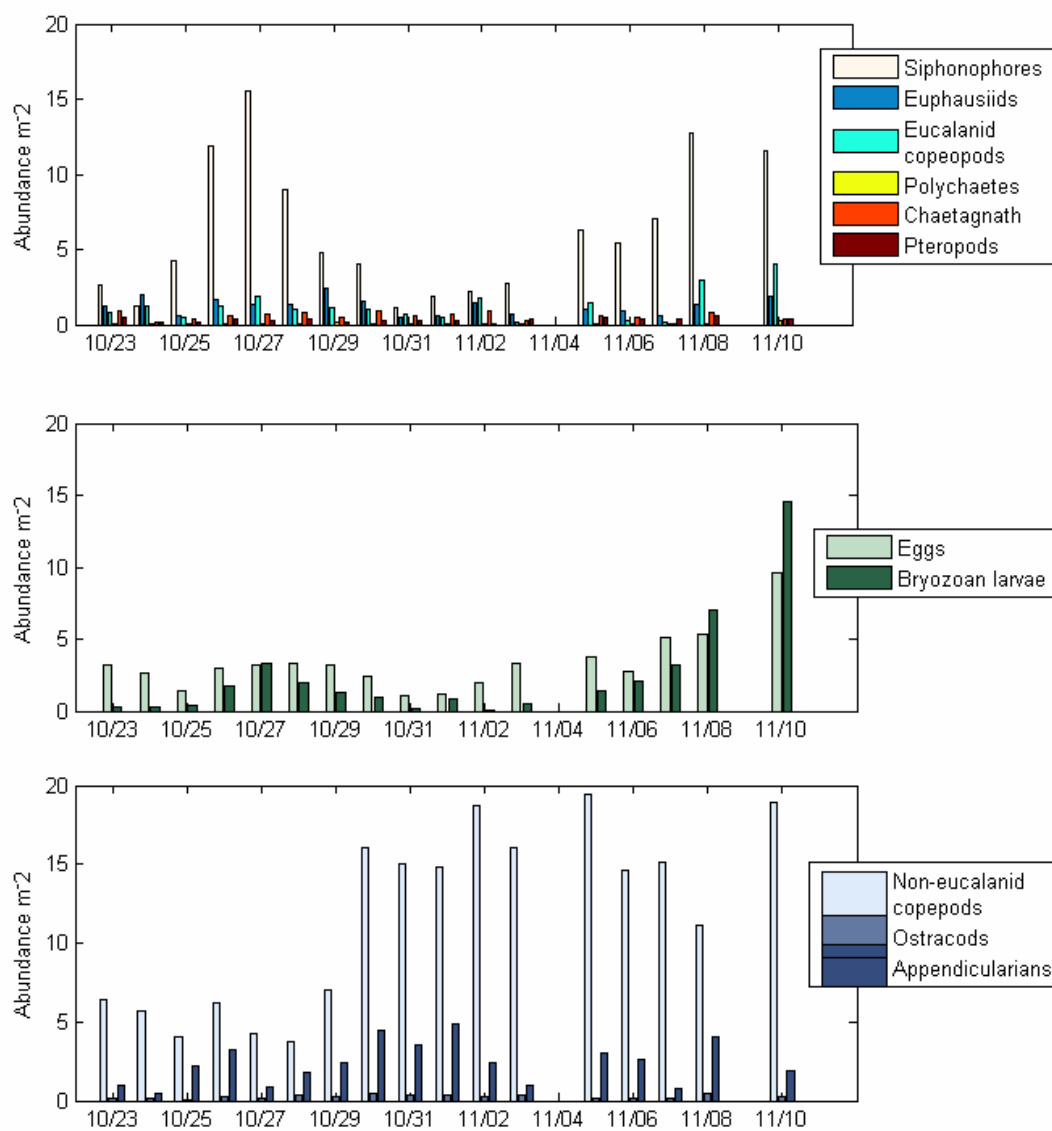 20
15
10
5
0
Abundance m-2
10/23 10/25 10/27 10/29 10/31 11/02 11/04 11/06 11/08 11/10
Siphonophores
Euphausiids
Eucalanid
copeopods
Polychaetes
Chaetagnath
Pteropods
20
15
10
5
0
Abundance m-2
10/23 10/25 10/27 10/29 10/31 11/02 11/04 11/06 11/08 11/10
Eggs
Bryozoan larvae
20
15
10
5
0
Abundance m-2
10/23 10/25 10/27 10/29 10/31 11/02 11/04 11/06 11/08 11/10
Non-eucalanid
copepods
Ostracods
Appendicularians